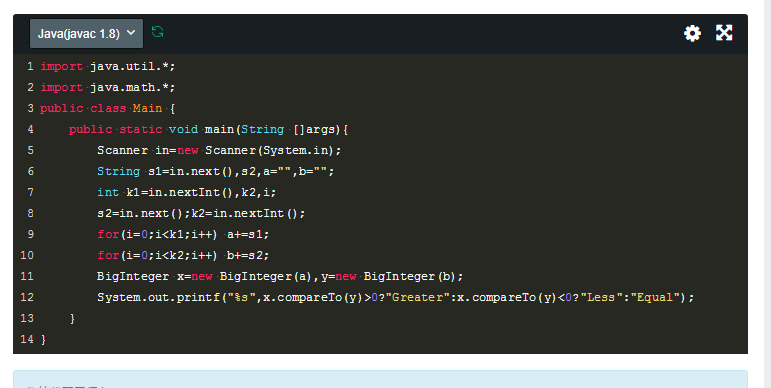 Java(javac 1.8)
1 import java.util.*;
2 import java.math.*;
3 public class Main {
4 public static void main(String []args){
5 Scanner in=new Scanner(System.in);
6 String s1=in.next(),s2,a="",b="";
7 int k1=in.nextInt(),k2,i;
8 s2=in.next();k2=in.nextInt();
9 for(i=0;i<k1;i++) a+=s1;
10 for(i=0;i<k2;i++) b+=s2;
11 BigInteger x=new BigInteger(a),y=new BigInteger(b);
12 System.out.printf("%s",x.compareTo(y)>0?"Greater":x.compareTo(y)<0?"Less":"Equal");
13 }
14 }